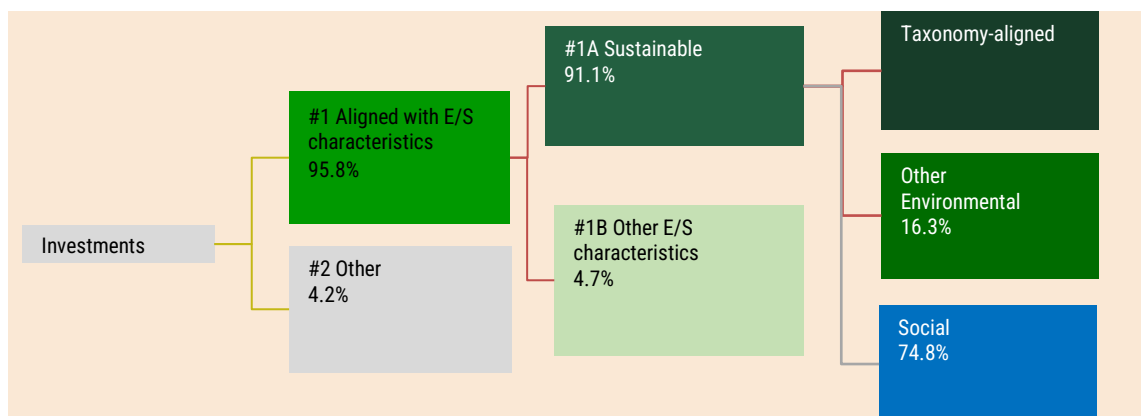 Investments
#1 Aligned with E/S
characteristics
95.8%
#2 Other
4.2%
#1A Sustainable
91.1%
#1B Other E/S
characteristics
4.7%
Taxonomy-aligned
Other
Environmental
16.3%
Social
74.8%